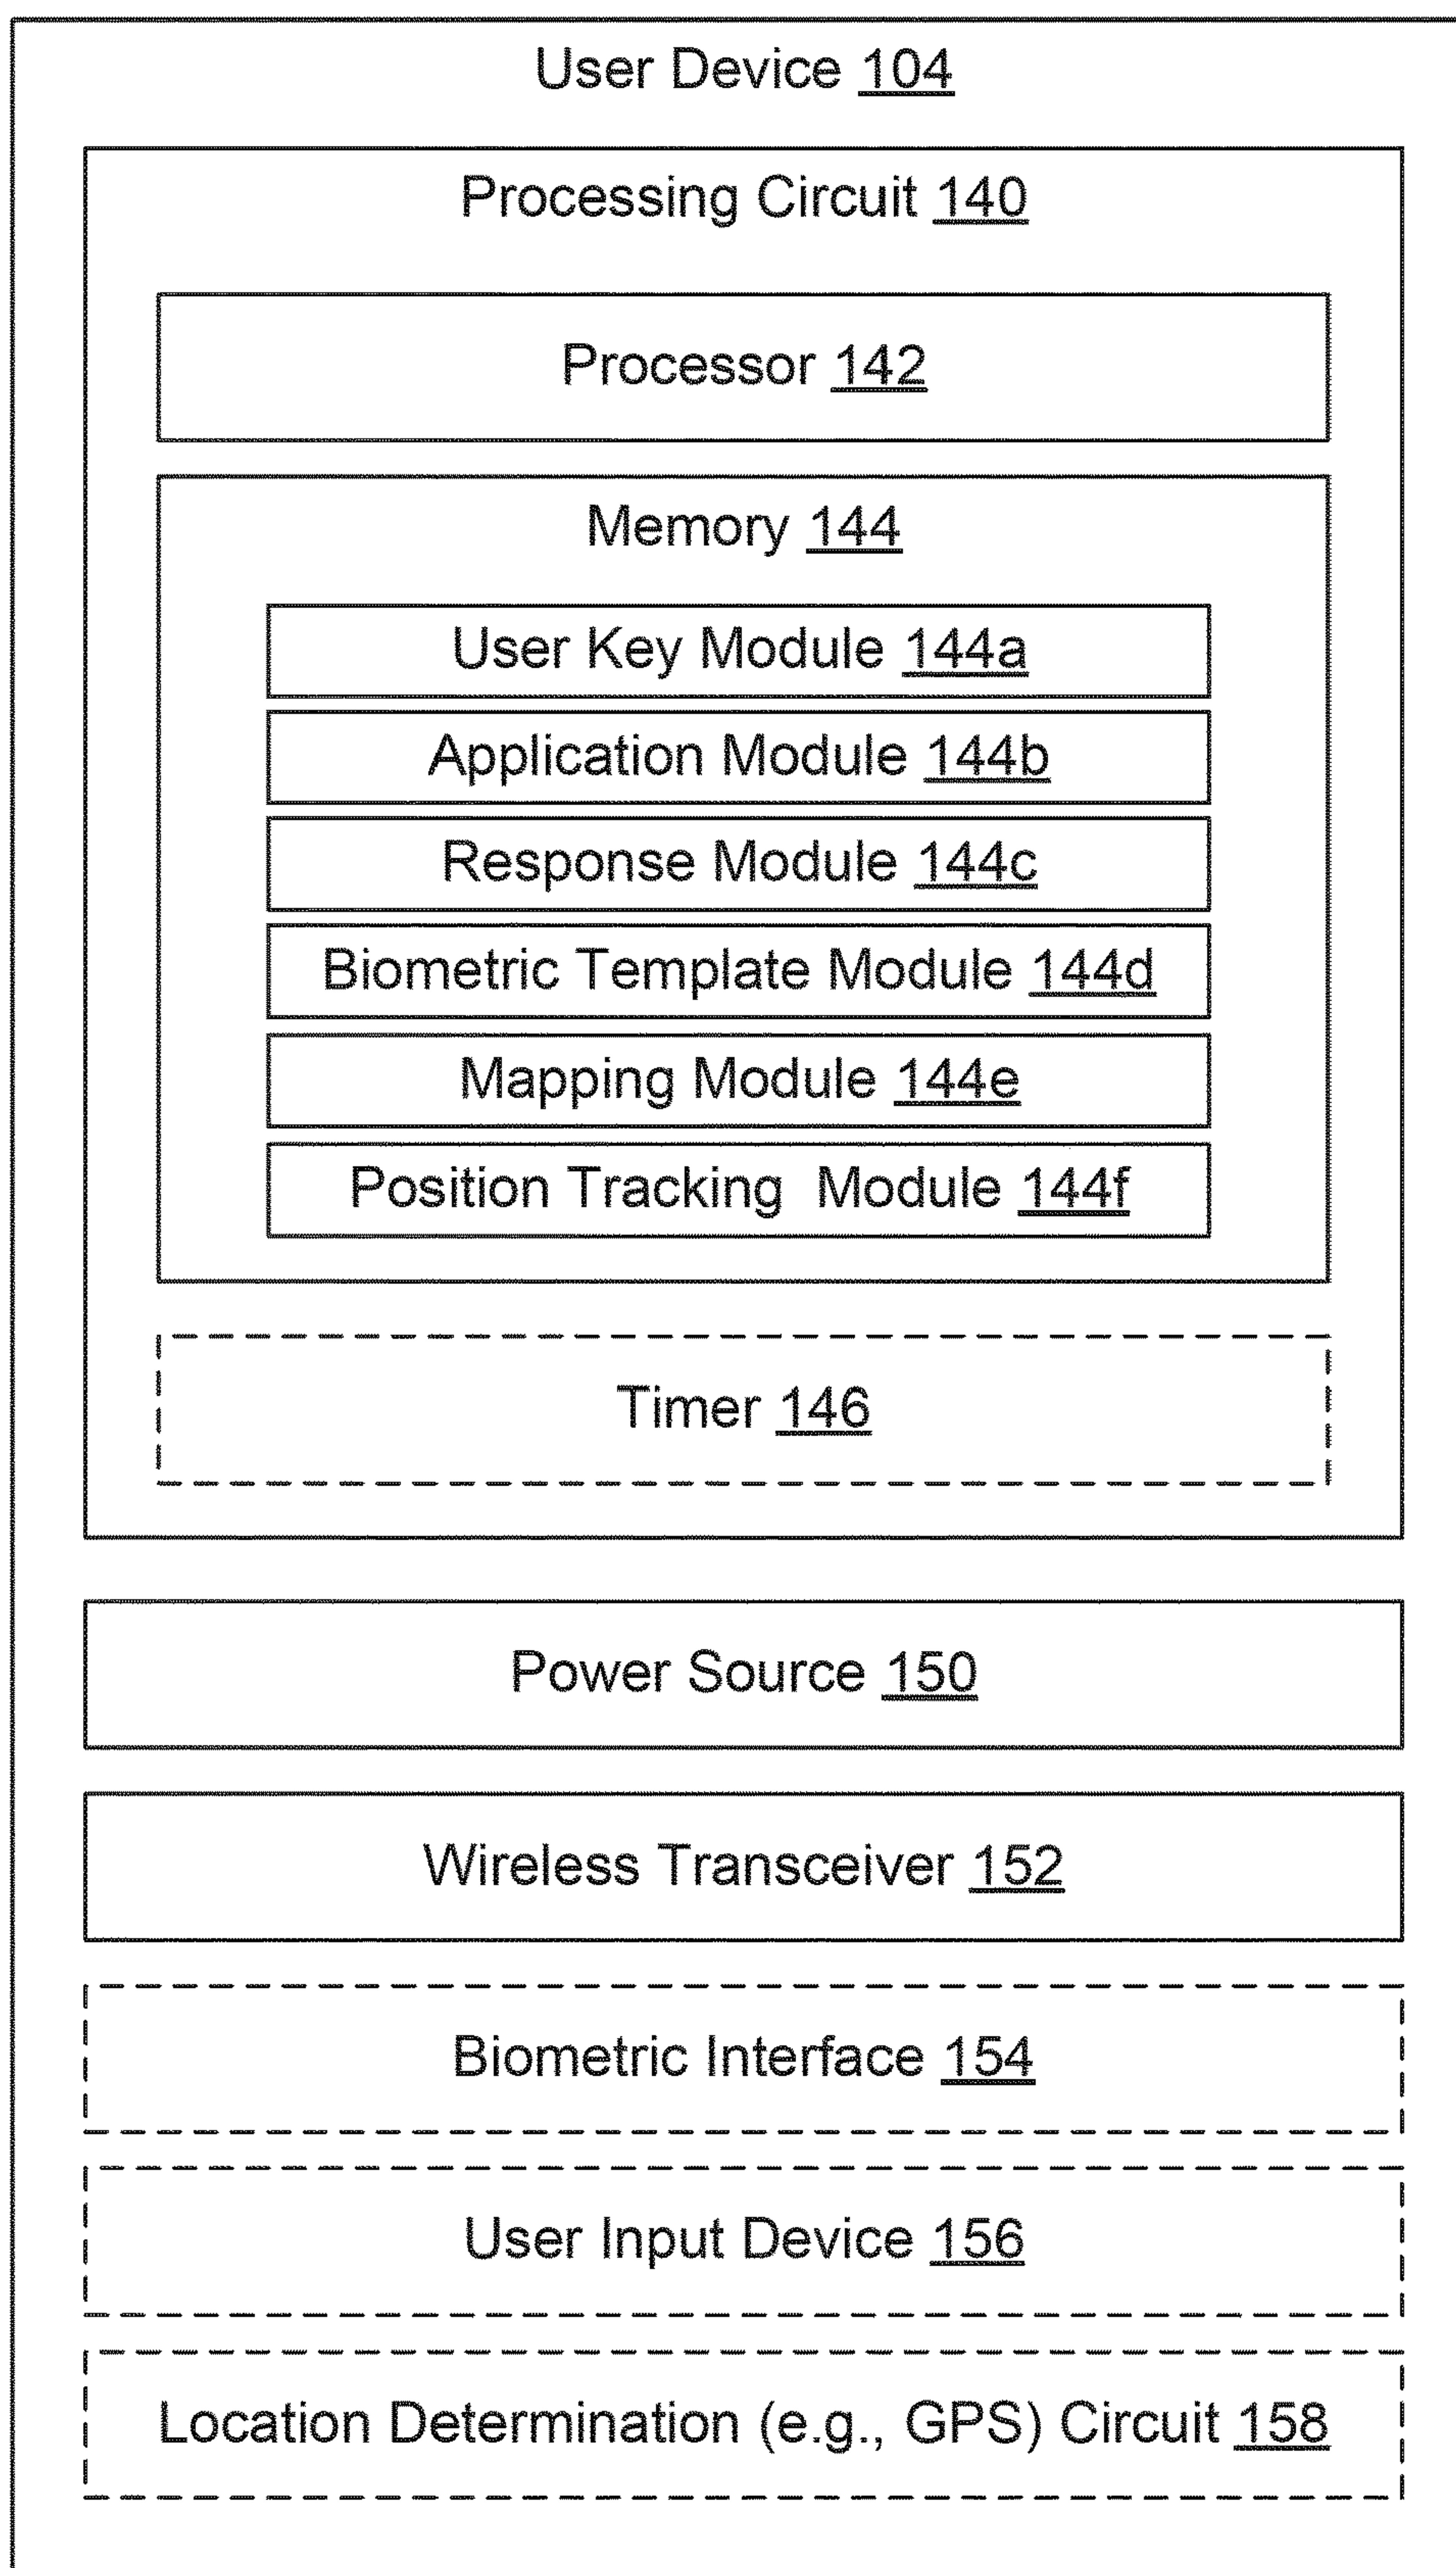 User Device 104
Processing Circuit 140
Processor 142
Memory 144
User Key Module 144a
Application Module 144b
Response Module 144c
Biometric Template Module 144d
Mapping Module 144e
Position Tracking Module 144f
Timer 146
Power Source 150
Wireless Transceiver 152
Biometric Interface 154
User Input Device 156
Location Determination (e.g., GPS) Circuit 158